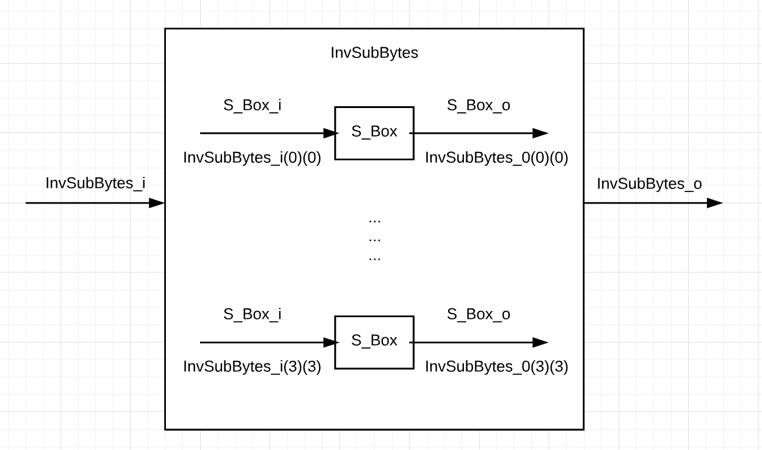 InvSubBytes
S_Box_i
S_Box_o
S_Box
InvSubBytes_i(0)(0)
InvSubBytes_0(0)(0)
InvSubBytes_i
InvSubBytes_o
...
...
...
S_Box_i
S_Box_o
S_Box
InvSubBytes_i(3)(3)
InvSubBytes_0(3)(3)